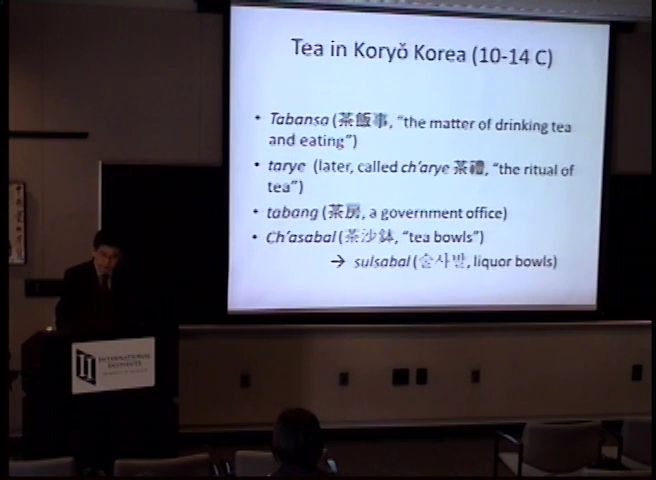 Tea in Koryŏ Korea (10-14 C)
• Tabansa (茶飯事, “the matter of drinking tea
and eating”)
• tarye (later, called ch’arye 茶禮, “the ritual of
tea”)
• tabang (茶房, a government office)
• Ch’asabal (茶沙鉢, “tea bowls”)
→ sulsabal (술사발, liquor bowls)
INTERNATIONAL
INSTITUTE